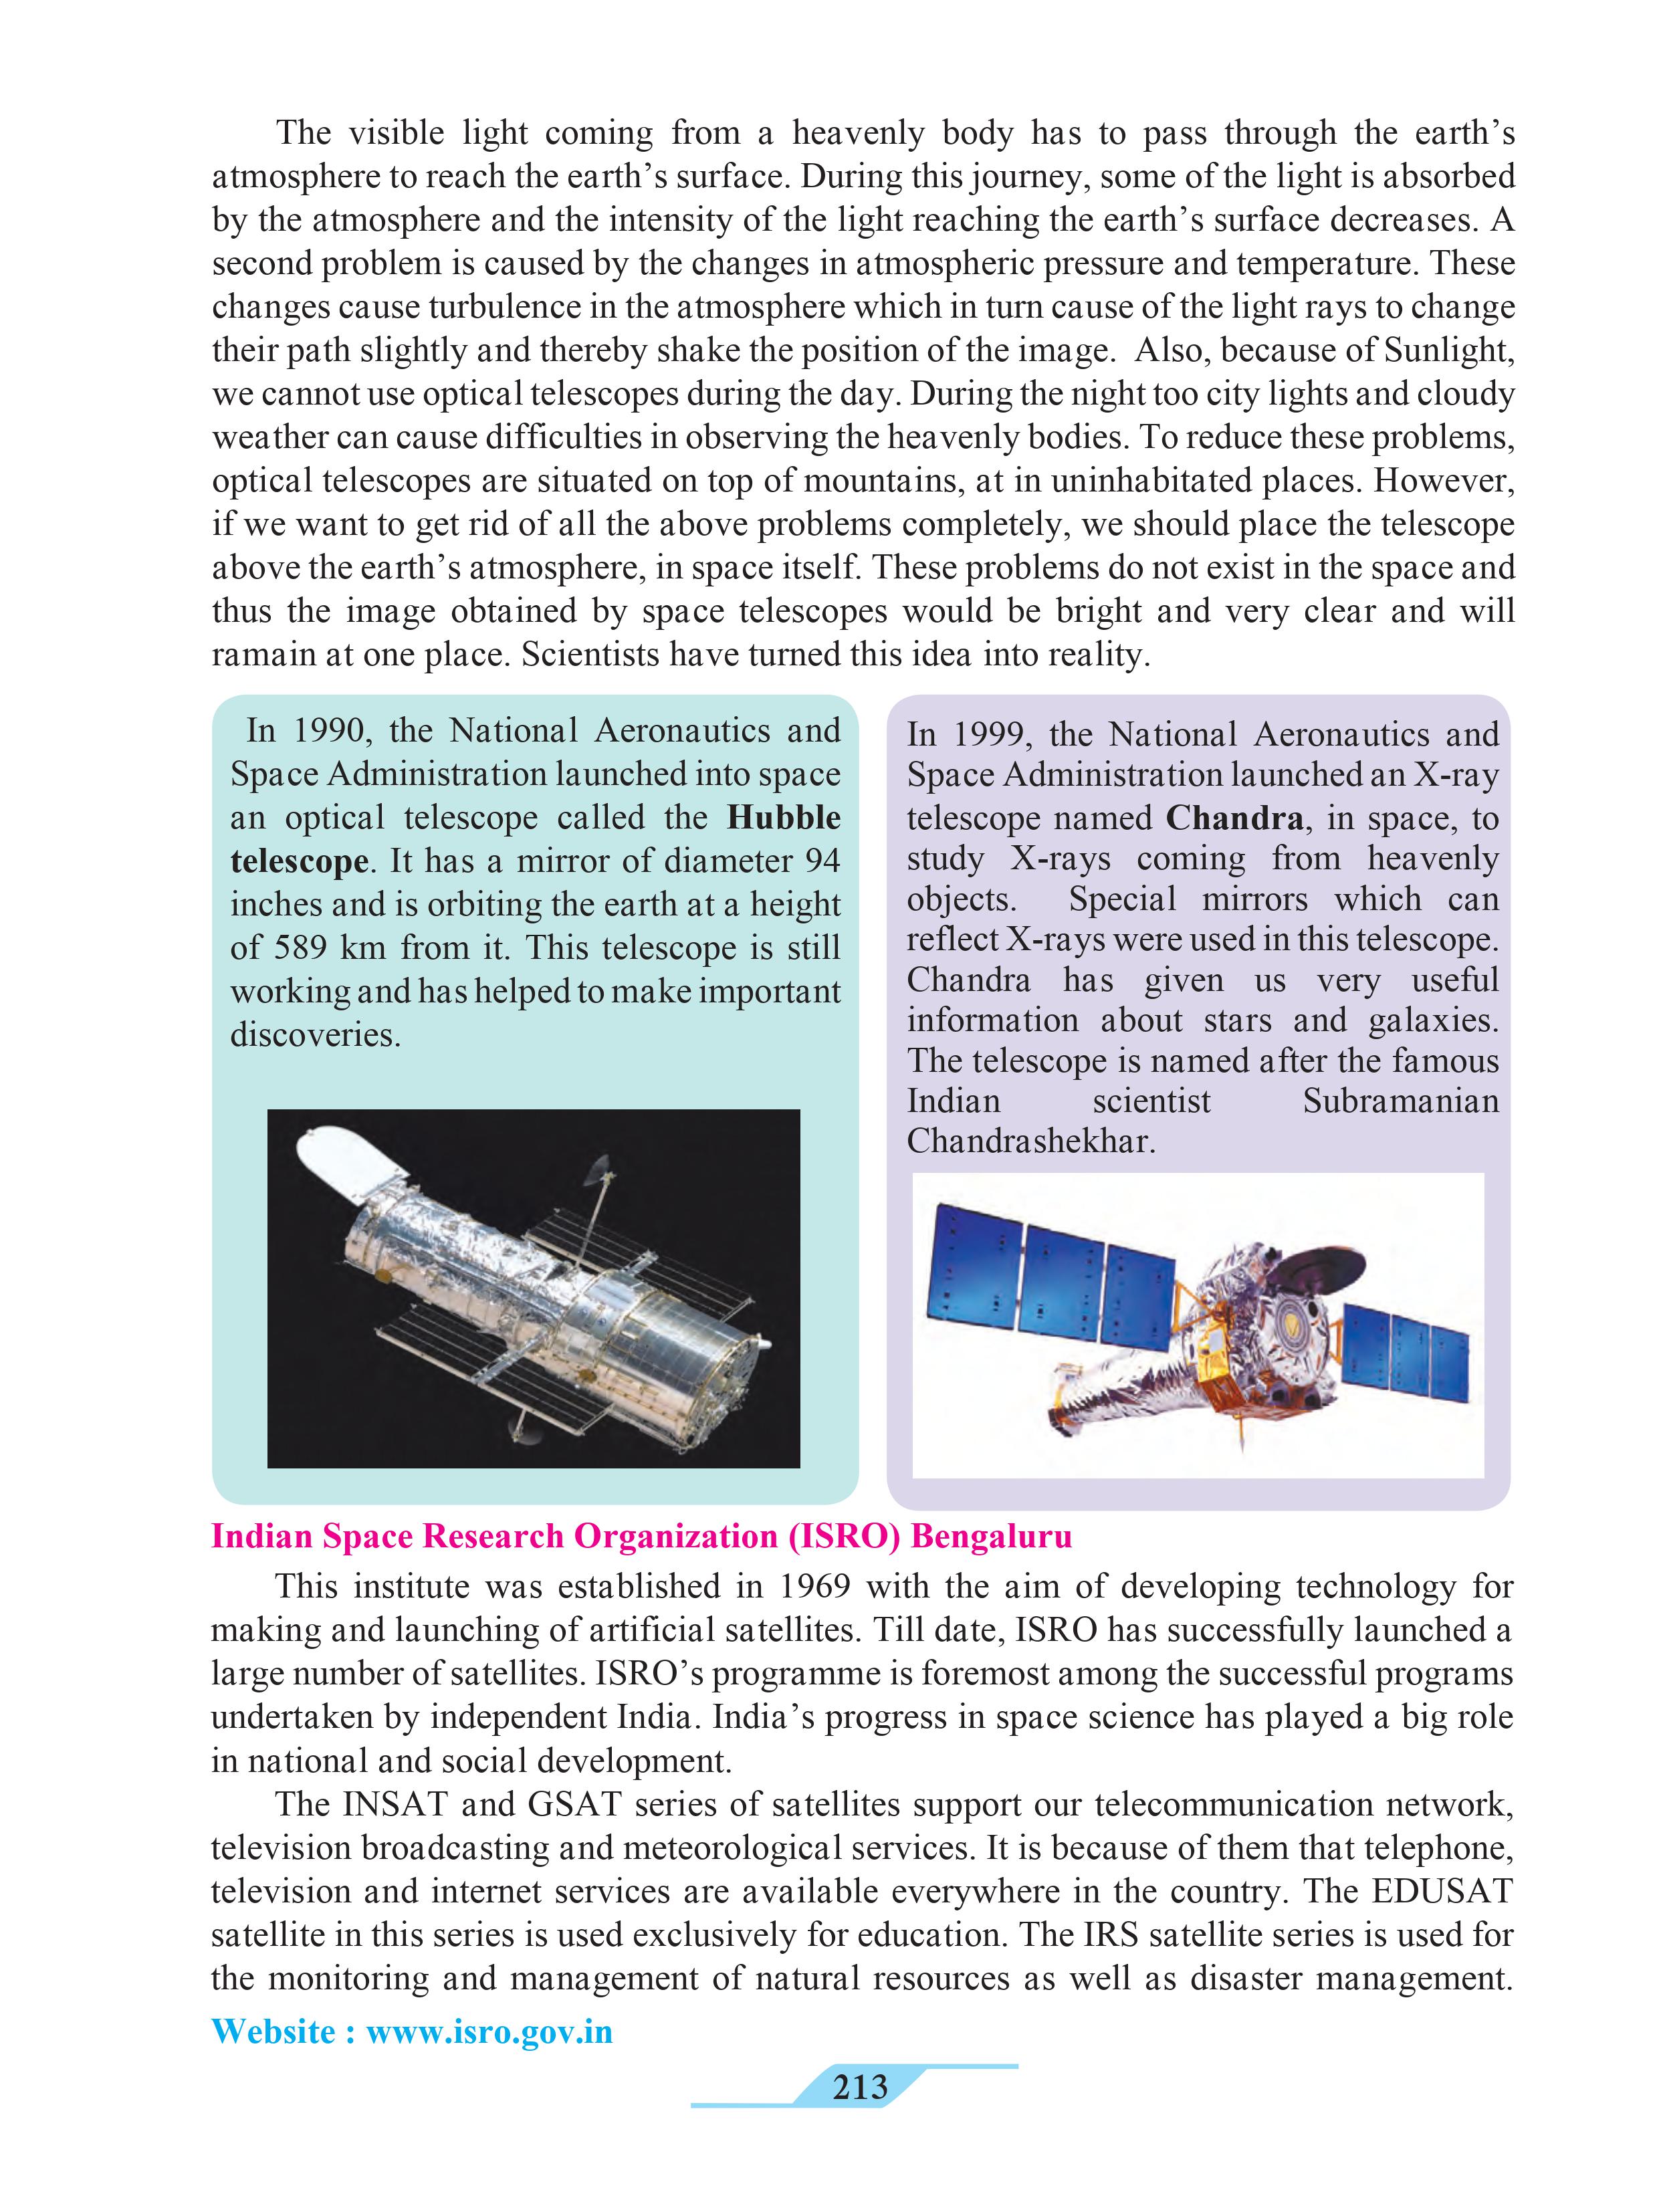 The visible light coming from a heavenly body has to pass through the earth’s
atmosphere to reach the earth’s surface. During this journey, some of the light is absorbed
by the atmosphere and the intensity of the light reaching the earth’s surface decreases. A
second problem is caused by the changes in atmospheric pressure and temperature. These
changes cause turbulence in the atmosphere which in turn cause of the light rays to change
their path slightly and thereby shake the position of the image. Also, because of Sunlight,
we cannot use optical telescopes during the day. During the night too city lights and cloudy
weather can cause difficulties in observing the heavenly bodies. To reduce these problems,
optical telescopes are situated on top of mountains, at in uninhabitated places. However,
if we want to get rid of all the above problems completely, we should place the telescope
above the earth’s atmosphere, in space itself. These problems do not exist in the space and
thus the image obtained by space telescopes would be bright and very clear and will
ramain at one place. Scientists have turned this idea into reality.
In 1990, the National Aeronautics and
Space Administration launched into space
an optical telescope called the Hubble
telescope. It has a mirror of diameter 94
inches and is orbiting the earth at a height
of 589 km from it. This telescope is still
working and has helped to make important
discoveries.
In 1999, the National Aeronautics and
Space Administration launched an X-ray
telescope named Chandra, in space, to
study X-rays coming from heavenly
objects. Special mirrors which can
reflect X-rays were used in this telescope.
Chandra has given us very useful
information about stars and galaxies.
The telescope is named after the famous
Indian scientist Subramanian
Chandrashekhar.
Indian Space Research Organization (ISRO) Bengaluru
This institute was established in 1969 with the aim of developing technology for
making and launching of artificial satellites. Till date, ISRO has successfully launched a
large number of satellites. ISRO’s programme is foremost among the successful programs
undertaken by independent India. India’s progress in space science has played a big role
in national and social development.
The INSAT and GSAT series of satellites support our telecommunication network,
television broadcasting and meteorological services. It is because of them that telephone,
television and internet services are available everywhere in the country. The EDUSAT
satellite in this series is used exclusively for education. The IRS satellite series is used for
the monitoring and management of natural resources as well as disaster management.
Website : www.isro.gov.in
213